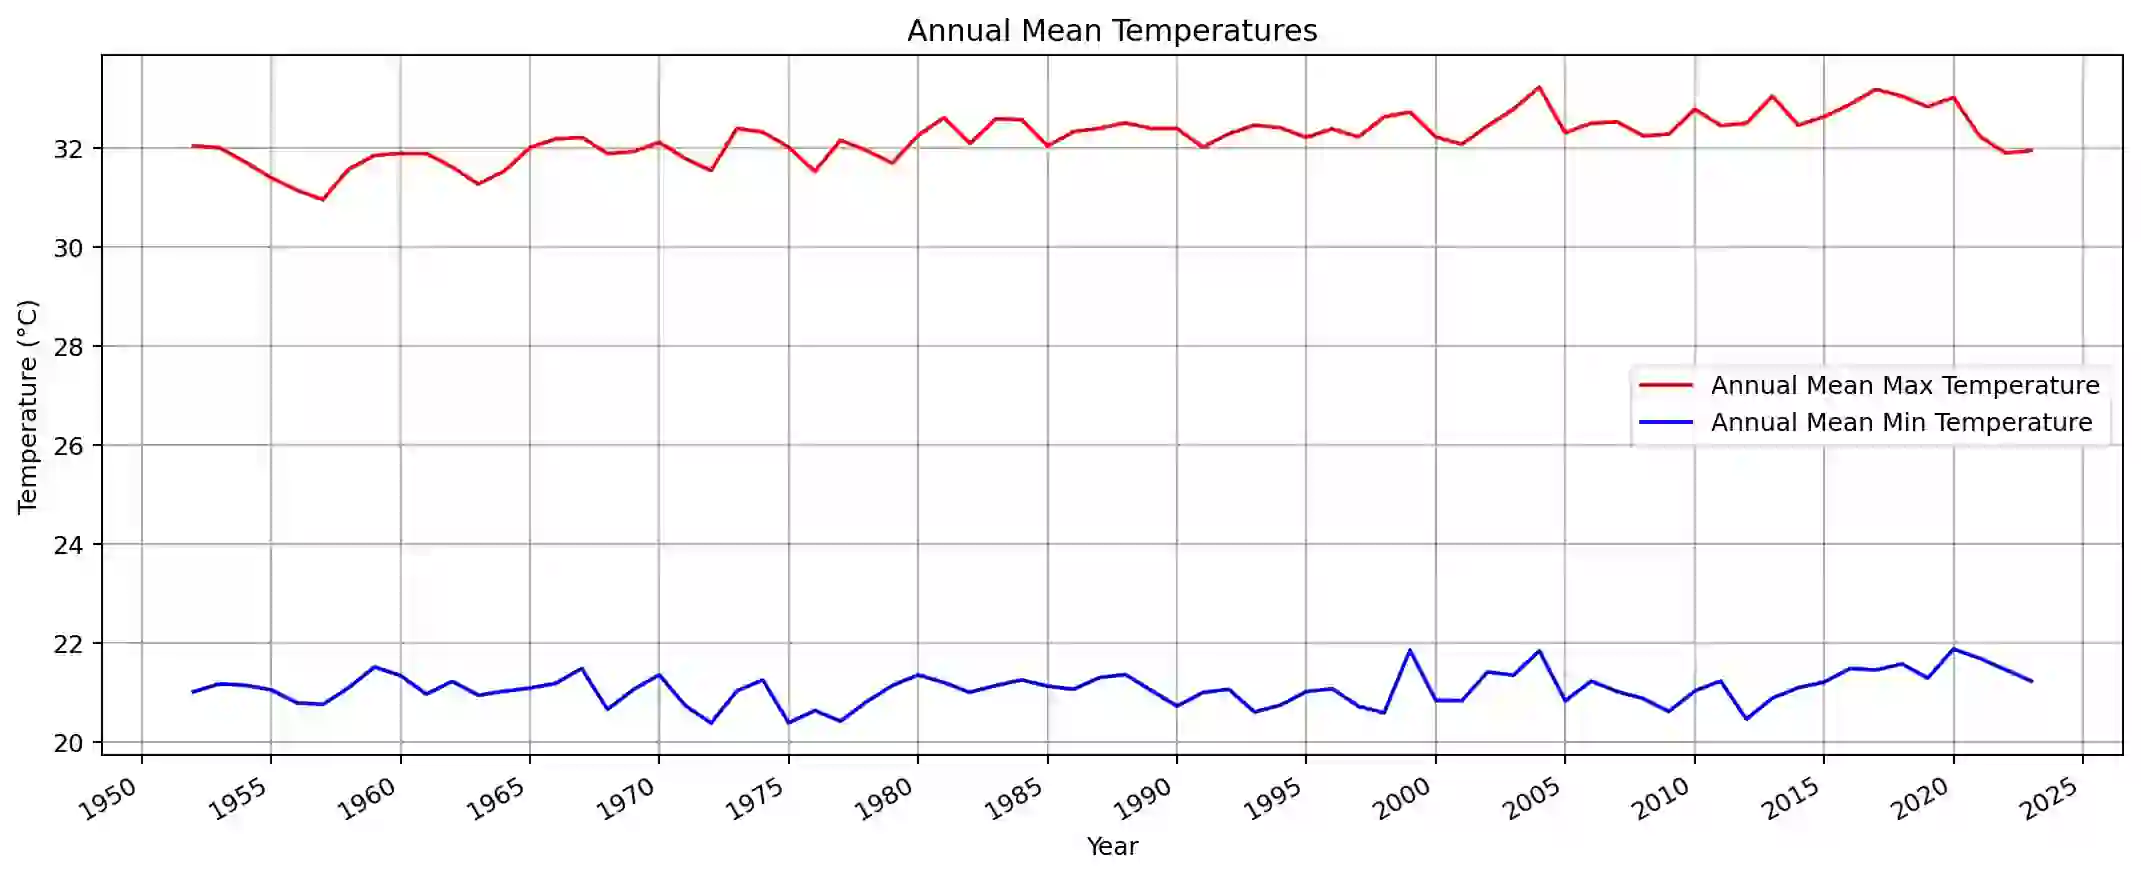 Annual Mean Temperatures
Temperature (°C)
32
30
28
26
24
22
20
Annual Mean Max Temperature
Annual Mean Min Temperature
1950 1955 1960 1965 1970 1975 1980 1985 1990 1995 2000 2005 2010 2015 2020 2025
Year